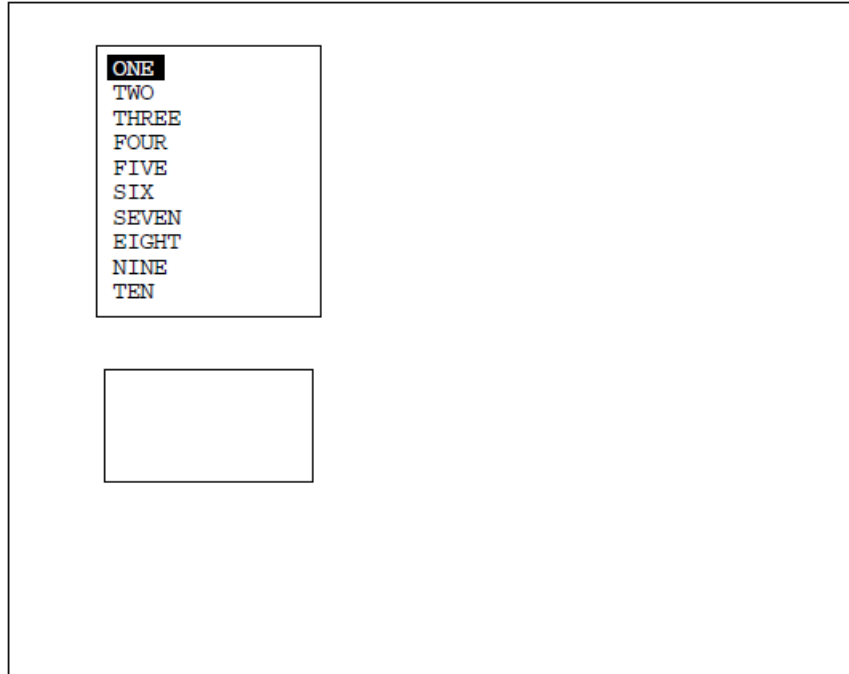 ONE
TWO
THREE
FOUR
FIVE
SIX
SEVEN
EIGHT
NINE
TEN